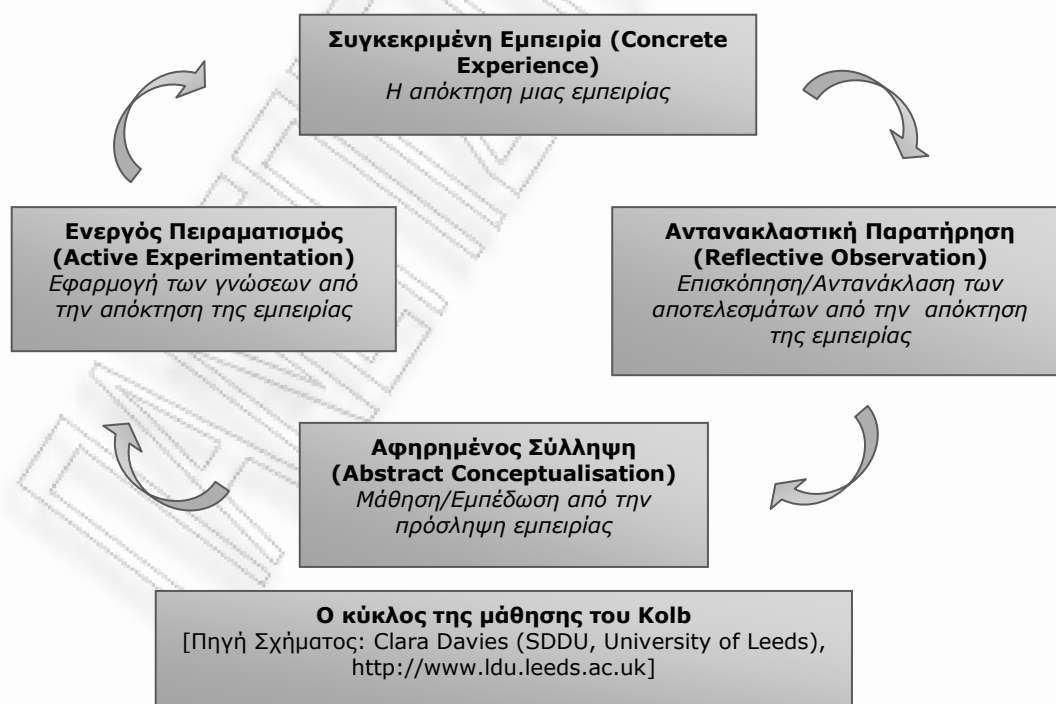 Συγκεκριμένη Εμπειρία (Concrete
Experience)
Η απόκτηση μιας εμπειρίας
Ενεργός Πειραματισμός
(Active Experimentation)
Εφαρμογή των γνώσεων από
την απόκτηση της εμπειρίας
Αντανακλαστική Παρατήρηση
(Reflective Observation)
Επισκόπηση/Αντανάκλαση των
αποτελεσμάτων από την απόκτηση
της εμπειρίας
Αφηρημένος Σύλληψη
(Abstract Conceptualisation)
Μάθηση/Εμπέδωση από την
πρόσληψη εμπειρίας
Ο κύκλος της μάθησης του Kolb
[Πηγή Σχήματος: Clara Davies (SDDU, University of Leeds),
http://www.ldu.leeds.ac.uk]